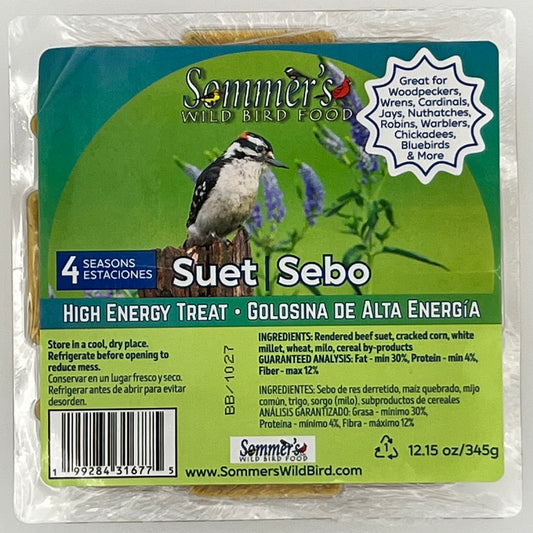 Sommer's
WILD BIRD FOOD
Great for
Woodpeckers,
Wrens, Cardinals,
Jays, Nuthatches,
Robins, Warblers,
Chickadees,
Bluebirds
& More
4 SEASONS
ESTACIONES
Suet | Sebo
HIGH ENERGY TREAT • GOLOSINA DE ALTA ENERGÍA
Store in a cool, dry place.
Refrigerate before opening to
reduce mess.
Conservar en un lugar fresco y seco.
Refrigerar antes de abrir para evitar
desorden.
BB/1027
INGREDIENTS: Rendered beef suet, cracked corn, white
millet, wheat, milo, cereal by-products
GUARANTEED ANALYSIS: Fat - min 30%, Protein - min 4%,
Fiber - max 12%
INGREDIENTES: Sebo de res derretido, maíz quebrado, mijo
común, trigo, sorgo (milo), subproductos de cereales
ANÁLISIS GARANTIZADO: Grasa - mínimo 30%,
Proteína - mínimo 4%, Fibra - máximo 12%
1 99284 31677 5
Sommer's
WILD BIRD FOOD
www.SommersWildBird.com
1
12.15 oz/345g